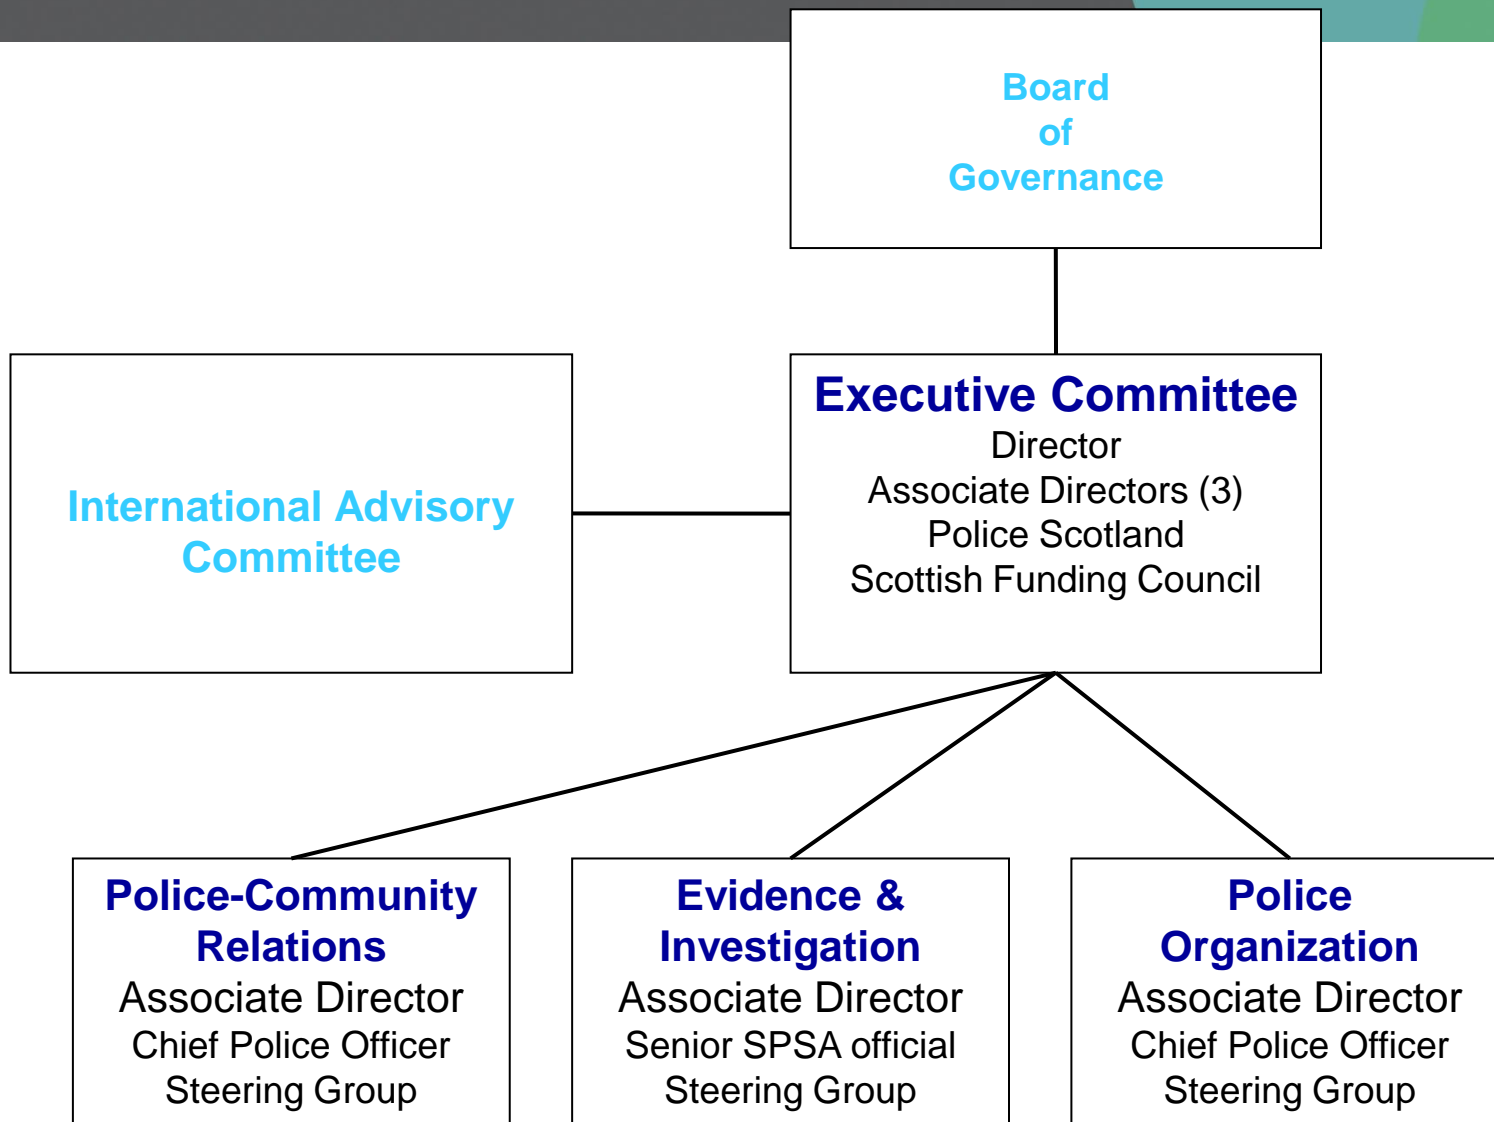 Board
of
Governance
International Advisory
Committee
Executive Committee
Director
Associate Directors (3)
Police Scotland
Scottish Funding Council
Police-Community
Relations
Associate Director
Chief Police Officer
Steering Group
Evidence &
Investigation
Associate Director
Senior SPSA official
Steering Group
Police
Organization
Associate Director
Chief Police Officer
Steering Group